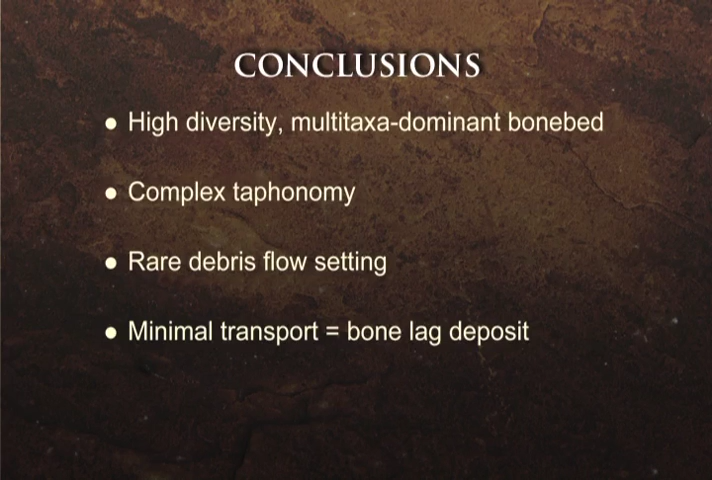 CONCLUSIONS
● High diversity, multitaxa-dominant bonebed
● Complex taphonomy
● Rare debris flow setting
● Minimal transport = bone lag deposit